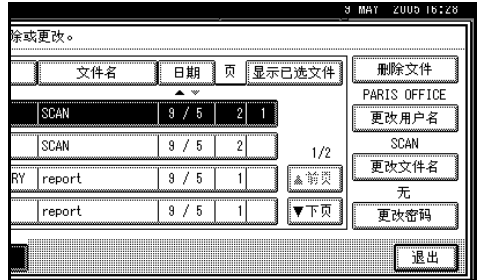 9 MAY 2005 16:28
除或更改。
文件名 日期 页 显示已选文件 删除文件
PARIS OFFICE
SCAN 9 / 5 2 1 更改用户名
SCAN 9 / 5 2 1/2 SCAN
更改文件名
RY report 9 / 5 1 ▲前页
无
report 9 / 5 1 ▼下页 更改密码
退出